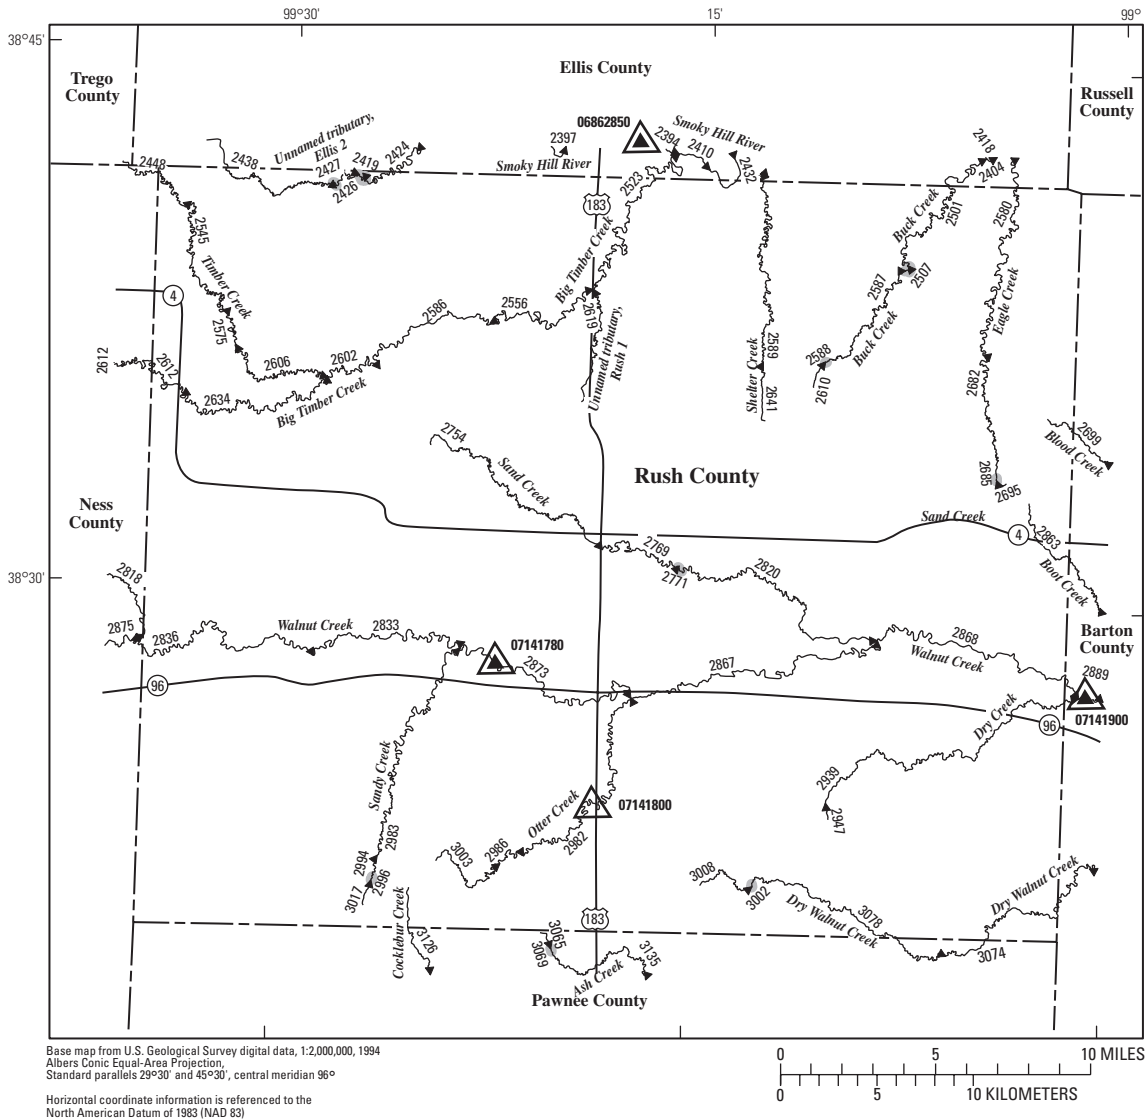 99°30'
15'
99°
38°45'
Trego
County
Ellis County
Russell
County
06862850
Unnamed tributary,
Ellis 2
2438
2427
2419
2424
2426
2448
2397
Smoky Hill River
2394
2410
Smoky Hill River
2432
2418
2404
183
2523
Buck Creek
2501
2580
2545
Timber Creek
Big Timber Creek
2587
2507
Eagle Creek
4
2575
2586
2556
2619
Unnamed tributary,
Rush 1
2589
Shelter Creek
2641
2588
2610
Buck Creek
2612
2612
2606
2602
2634
Big Timber Creek
2682
2754
Sand Creek
Rush County
2699
Blood Creek
2685
2695
Ness
County
Sand Creek
4
2863
Boot Creek
38°30'
2769
2771
2820
2818
2875
2836
Walnut Creek
2833
07141780
2873
2867
2868
Walnut Creek
Barton
County
2889
07141900
96
96
Dry Creek
2939
2947
Sandy Creek
2983
2994
2996
3017
Otter Creek
07141800
2982
2986
3003
3008
3002
Dry Walnut Creek
3078
Dry Walnut Creek
3074
Cocklebur Creek
3126
183
3065
3069
Ash Creek
3135
Pawnee County
Base map from U.S. Geological Survey digital data, 1:2,000,000, 1994
Albers Conic Equal-Area Projection,
Standard parallels 29°30' and 45°30', central meridian 96°
Horizontal coordinate information is referenced to the
North American Datum of 1983 (NAD 83)
0 5 10 MILES
0 5 10 KILOMETERS